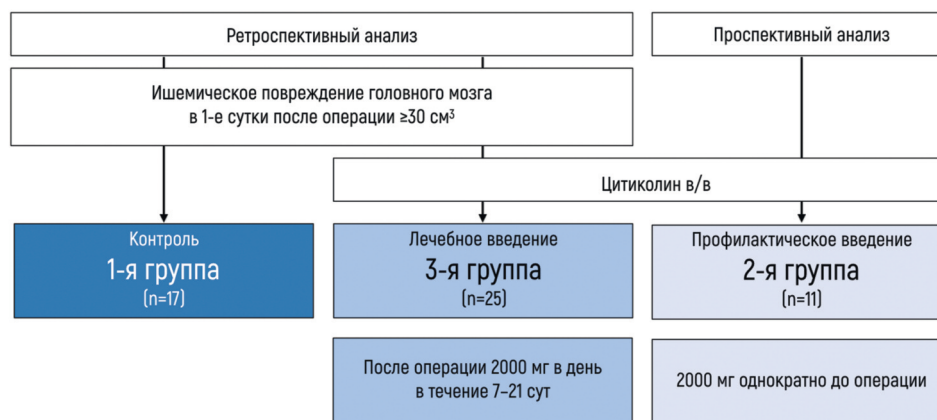 Ретроспективный анализ
Проспективный анализ
Ишемическое повреждение головного мозга
в 1-е сутки после операции ≥30 см³
Цитиколин в/в
Контроль
1-я группа
(n=17)
Лечебное введение
3-я группа
(n=25)
Профилактическое введение
2-я группа
(n=11)
После операции 2000 мг в день
в течение 7–21 сут
2000 мг однократно до операции